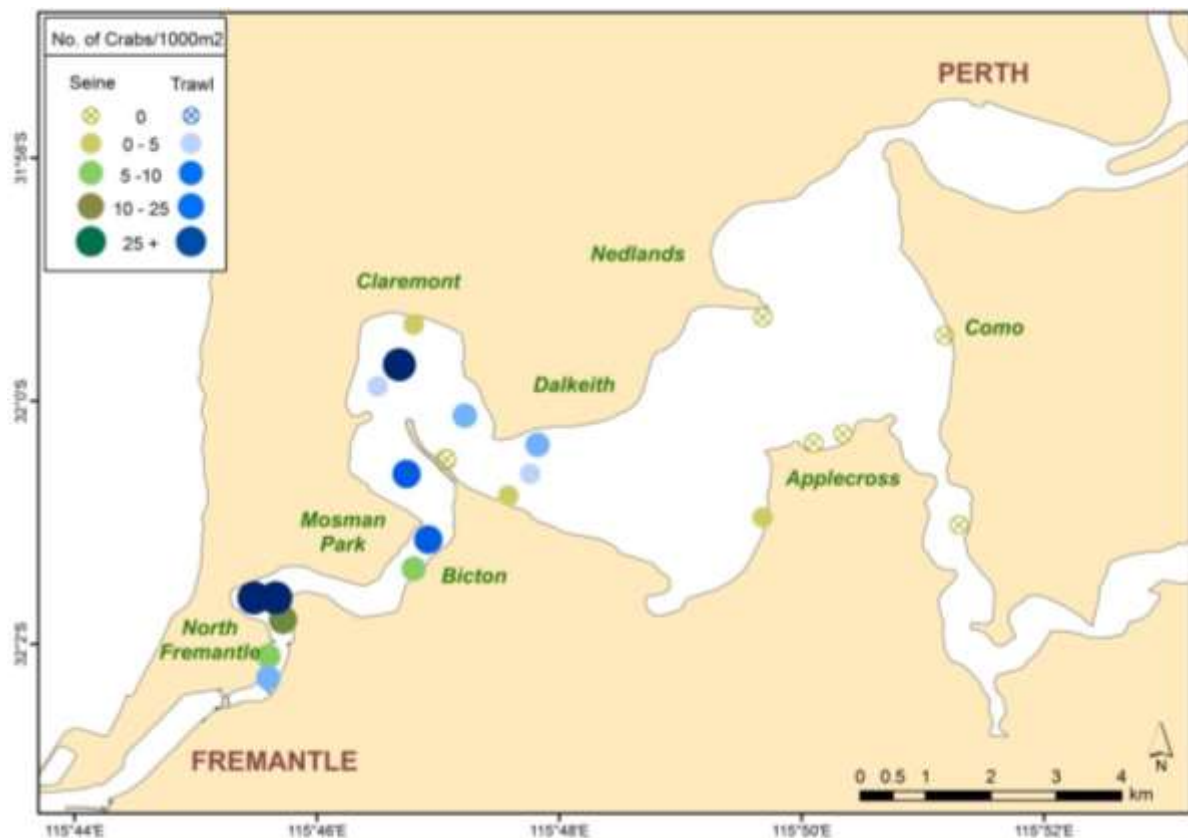 No. of Crabs/1000m2
Seine Trawl
0
0 - 5
5 -10
10 - 25
25 +
PERTH
Nedlands
Claremont
Como
Dalkeith
Applecross
Mosman
Park
Bicton
North
Fremantle
FREMANTLE
N
0 0.5 1 2 3 4
km
31°58'S
32°0'S
32°2'S
115°44'E 115°46'E 115°48'E 115°50'E 115°52'E